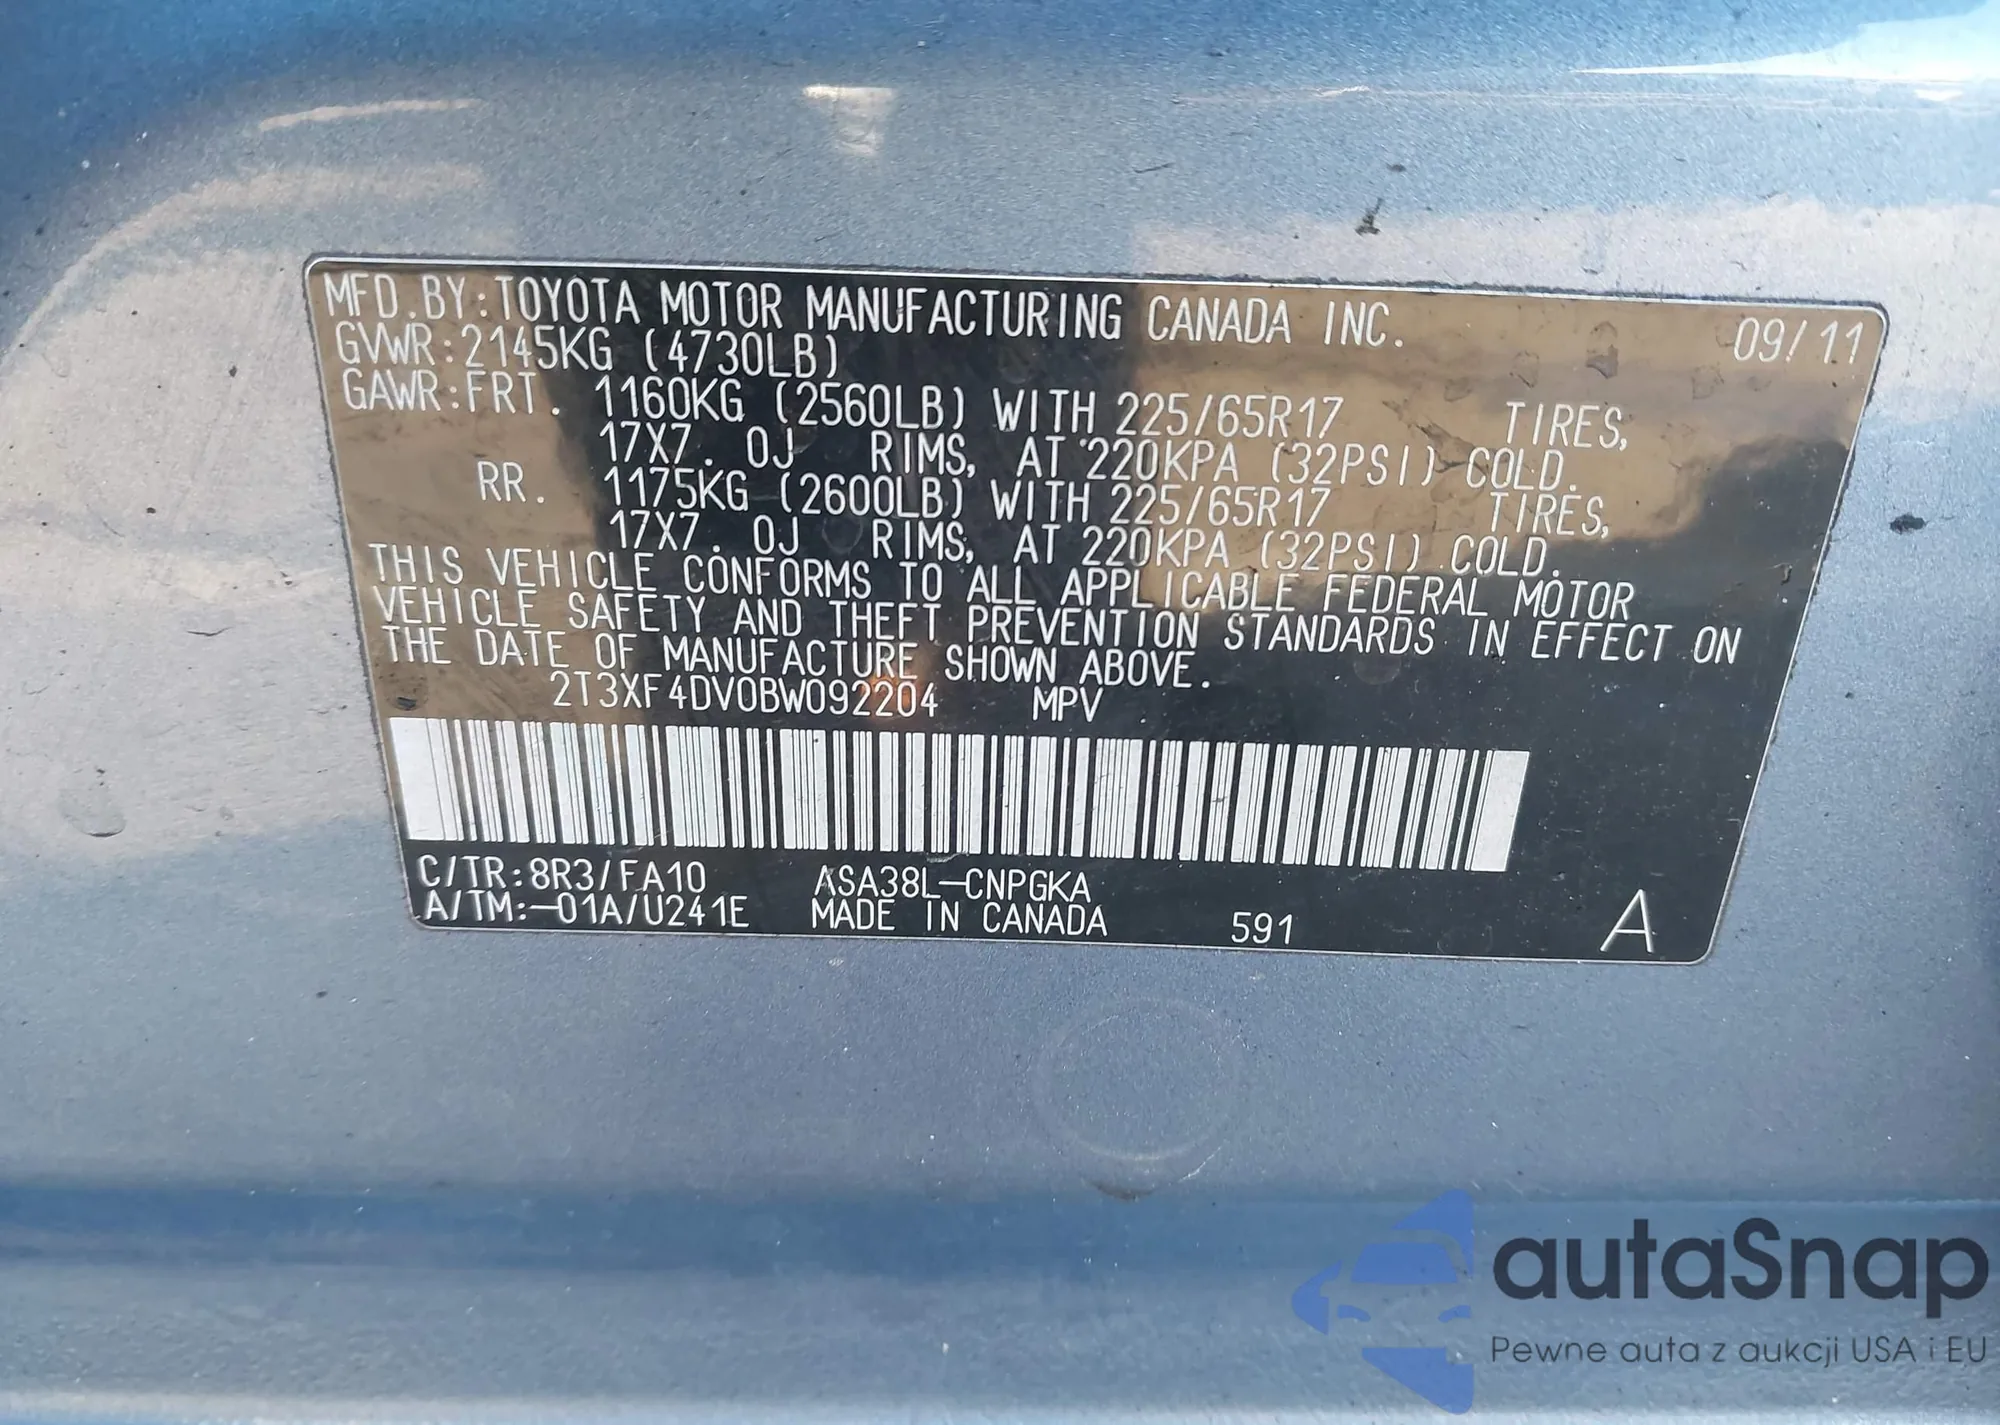 MFD.BY:TOYOTA MOTOR MANUFACTURING CANADA INC. 09/11
GVWR:2145KG (4730LB)
GAWR:FRT. 1160KG (2560LB) WITH 225/65R17 TIRES,
17X7.0J RIMS, AT 220KPA (32PSI) COLD.
RR. 1175KG (2600LB) WITH 225/65R17 TIRES,
17X7.0J RIMS, AT 220KPA (32PSI) COLD.
THIS VEHICLE CONFORMS TO ALL APPLICABLE FEDERAL MOTOR
VEHICLE SAFETY AND THEFT PREVENTION STANDARDS IN EFFECT ON
THE DATE OF MANUFACTURE SHOWN ABOVE.
2T3XF4DV0BW092204 MPV
C/TR:8R3/FA10 ASA38L-CNPGKA
A/TM:-01A/U241E MADE IN CANADA 591 A
autaSnap
Pewne auta z aukcji USA i EU